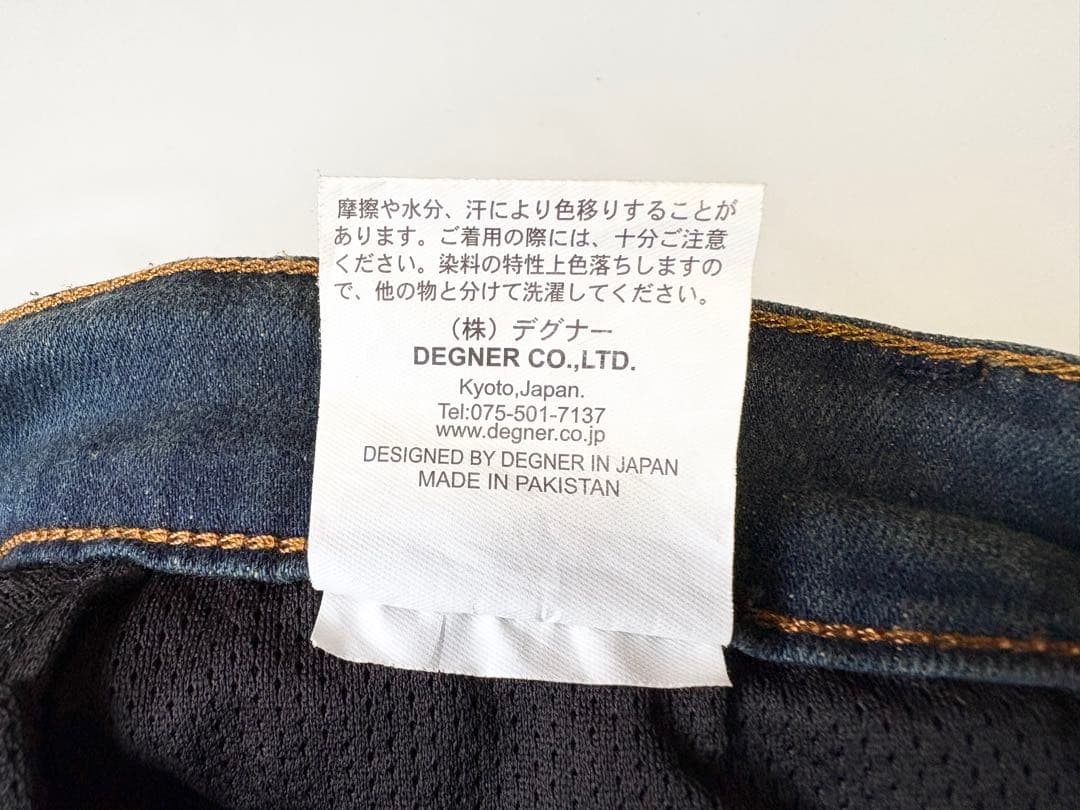 摩擦や水分、汗により色移りすることが
あります。ご着用の際には、十分ご注意
ください。染料の特性上色落ちしますの
で、他の物と分けて洗濯してください。
（株）デグナー
DEGNER CO.,LTD.
Kyoto,Japan.
Tel:075-501-7137
www.degner.co.jp
DESIGNED BY DEGNER IN JAPAN
MADE IN PAKISTAN